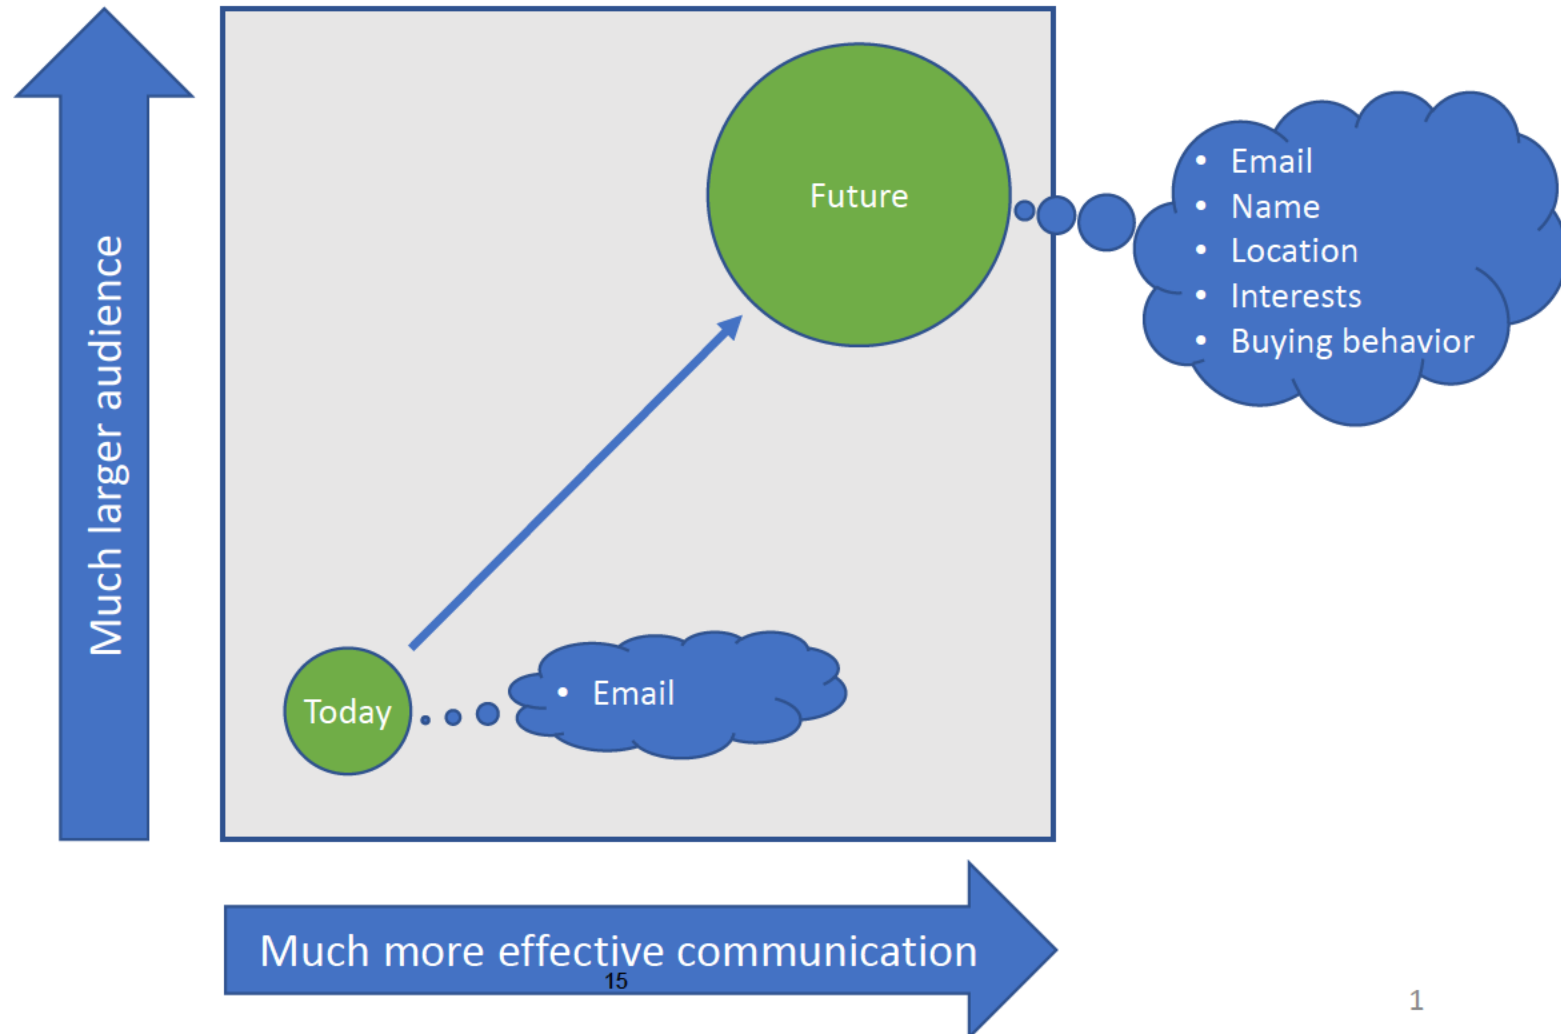 Much larger audience
Future
• Email
• Name
• Location
• Interests
• Buying behavior
Today
• Email
Much more effective communication
15
1